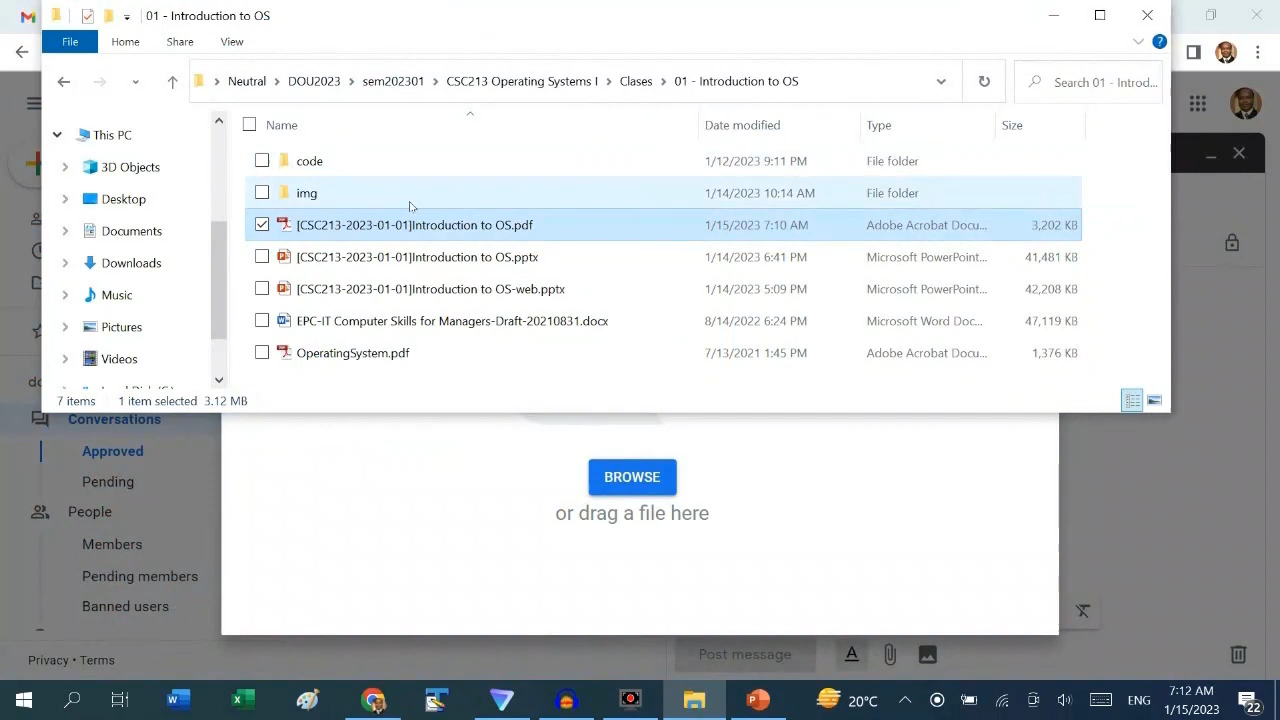 01 - Introduction to OS
File Home Share View
Neutral DOU2023 sem202301 CSC213 Operating Systems I Clases 01 - Introduction to OS
Search 01 - Introd...
Name Date modified Type Size
This PC
3D Objects
Desktop
Documents
Downloads
Music
Pictures
Videos
code 1/12/2023 9:11 PM File folder
img 1/14/2023 10:14 AM File folder
[CSC213-2023-01-01]Introduction to OS.pdf 1/15/2023 7:10 AM Adobe Acrobat Docu... 3,202 KB
[CSC213-2023-01-01]Introduction to OS.pptx 1/14/2023 6:41 PM Microsoft PowerPoint... 41,481 KB
[CSC213-2023-01-01]Introduction to OS-web.pptx 1/14/2023 5:09 PM Microsoft PowerPoint... 42,208 KB
EPC-IT Computer Skills for Managers-Draft-20210831.docx 8/14/2022 6:24 PM Microsoft Word Doc... 47,119 KB
OperatingSystem.pdf 7/13/2021 1:45 PM Adobe Acrobat Docu... 1,376 KB
7 items 1 item selected 3.12 MB
Conversations
Approved
Pending
People
Members
Pending members
Banned users
BROWSE
or drag a file here
Privacy • Terms
Post message
20°C
ENG
7:12 AM
1/15/2023
22